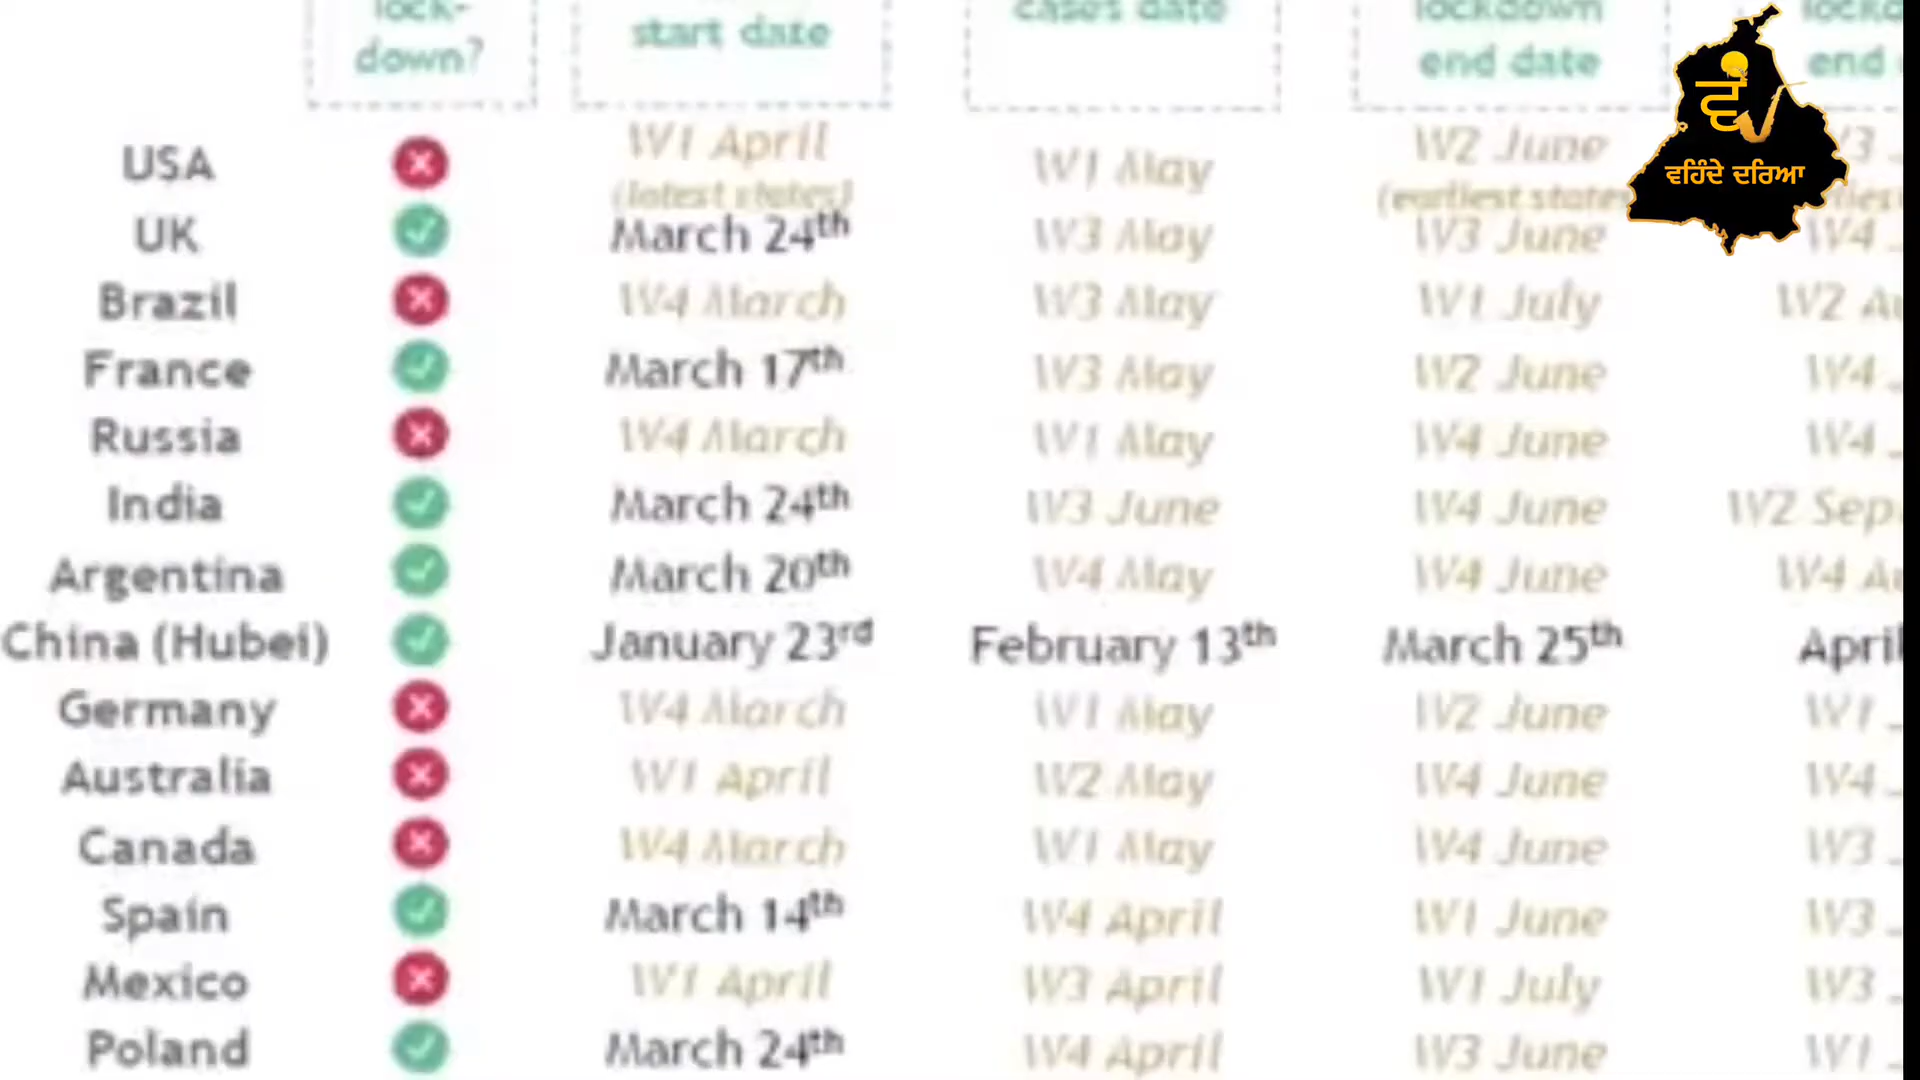 lock-
down?
start date
cases date
lockdown
end date
end
ਵਹਿੰਦੇ ਦਰਿਆ
USA W1 April W1 May W2 June
(latest states) (earliest
UK March 24th W3 May W3 June W4
Brazil W4 March W3 May W1 July W2
France March 17th W3 May W2 June W4
Russia W4 March W1 May W4 June W4
India March 24th W3 June W4 June W2 Sep
Argentina March 20th W4 May W4 June W4
China (Hubei) January 23rd February 13th March 25th April
Germany W4 March W1 May W2 June W1
Australia W1 April W2 May W4 June W4
Canada W4 March W1 May W4 June W3
Spain March 14th W4 April W1 June W3
Mexico W1 April W3 April W1 July W3
Poland March 24th W4 April W3 June W1